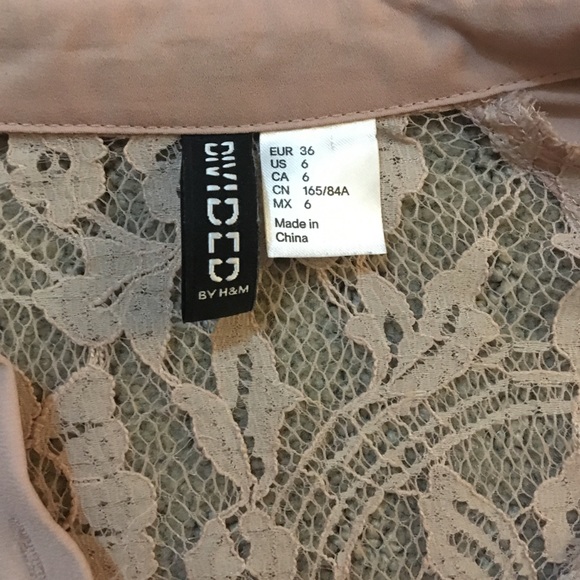 DIVIDED
BY H&M
EUR 36
US 6
CA 6
CN 165/84A
MX 6
Made in
China